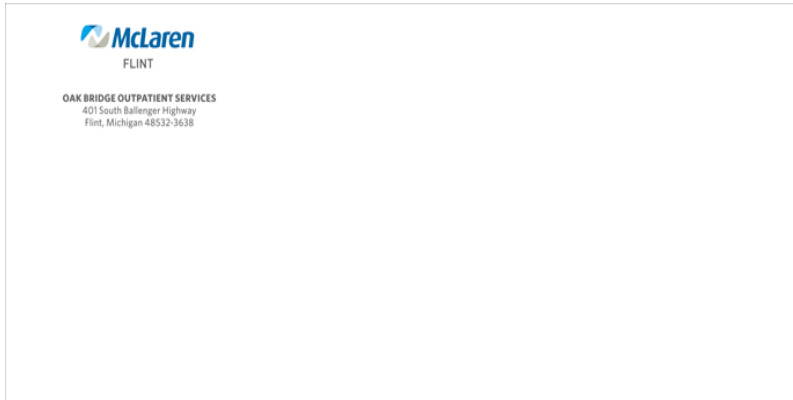 McLaren
FLINT
OAK BRIDGE OUTPATIENT SERVICES
401 South Ballenger Highway
Flint, Michigan 48532-3638